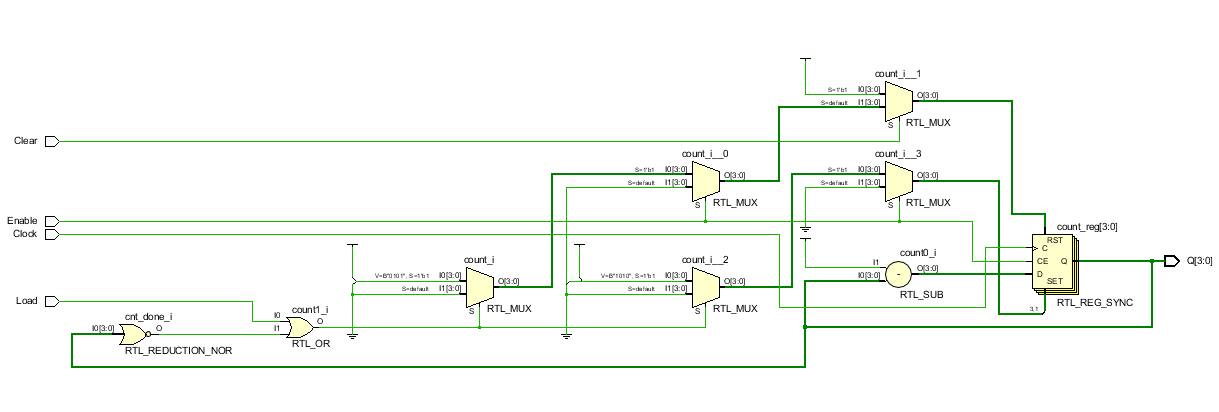 count_i__1
S=1'b1 I0[3:0]
O[3:0]
S=default I1[3:0]
S
RTL_MUX
Clear
count_i__0
S=1'b1 I0[3:0]
O[3:0]
S=default I1[3:0]
S
RTL_MUX
count_i__3
S=1'b1 I0[3:0]
O[3:0]
S=default I1[3:0]
S
RTL_MUX
Enable
Clock
count_reg[3:0]
RST
C
CE
Q
D
SET
3,1
RTL_REG_SYNC
Q[3:0]
count0_i
I1
I0[3:0]
-
O[3:0]
RTL_SUB
count_i
V=B"0101", S=1'b1 I0[3:0]
O[3:0]
S=default I1[3:0]
S
RTL_MUX
count_i__2
V=B"1010", S=1'b1 I0[3:0]
O[3:0]
S=default I1[3:0]
S
RTL_MUX
Load
cnt_done_i
I0[3:0]
O
RTL_REDUCTION_NOR
count1_i
I0
I1
O
RTL_OR